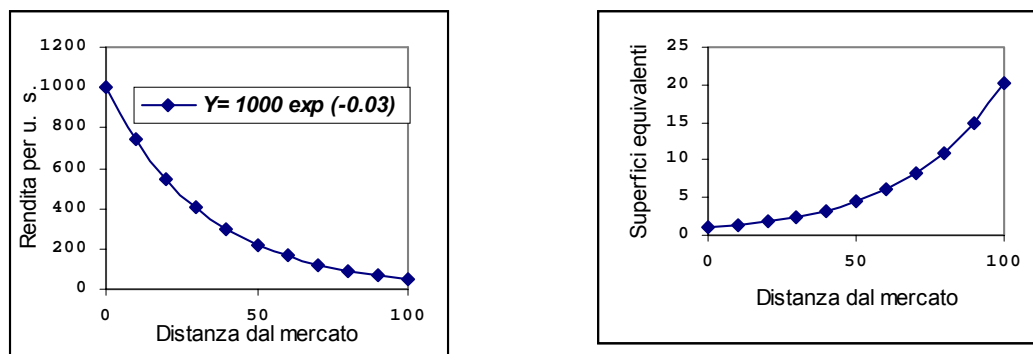 1200
1000
800
600
400
200
0
Rendita per u. s.
Y= 1000 exp (-0.03)
0 50 100
Distanza dal mercato
25
20
15
10
5
0
Superfici equivalenti
0 50 100
Distanza dal mercato